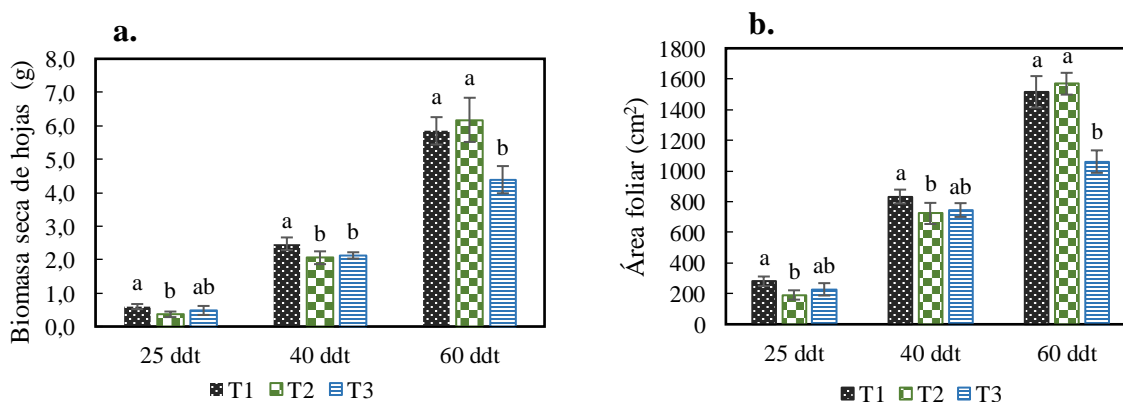 a.
Biomasa seca de hojas (g)
8,0
7,0
6,0
5,0
4,0
3,0
2,0
1,0
0,0
a b ab
a b b
a a b
25 ddt 40 ddt 60 ddt
T1 T2 T3
b.
Área foliar (cm²)
1800
1600
1400
1200
1000
800
600
400
200
0
a b ab
a b ab
a a b
25 ddt 40 ddt 60 ddt
T1 T2 T3